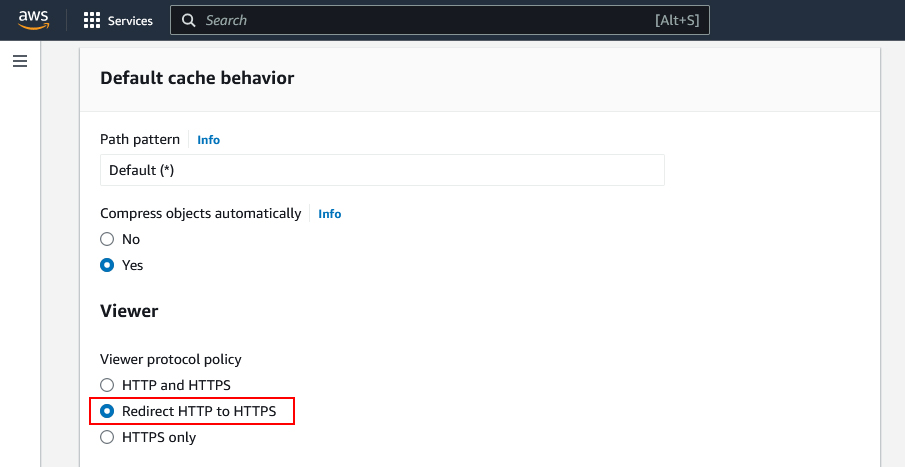 aws Services Search [Alt+S]
Default cache behavior
Path pattern Info
Default (*)
Compress objects automatically Info
No
Yes
Viewer
Viewer protocol policy
HTTP and HTTPS
Redirect HTTP to HTTPS
HTTPS only